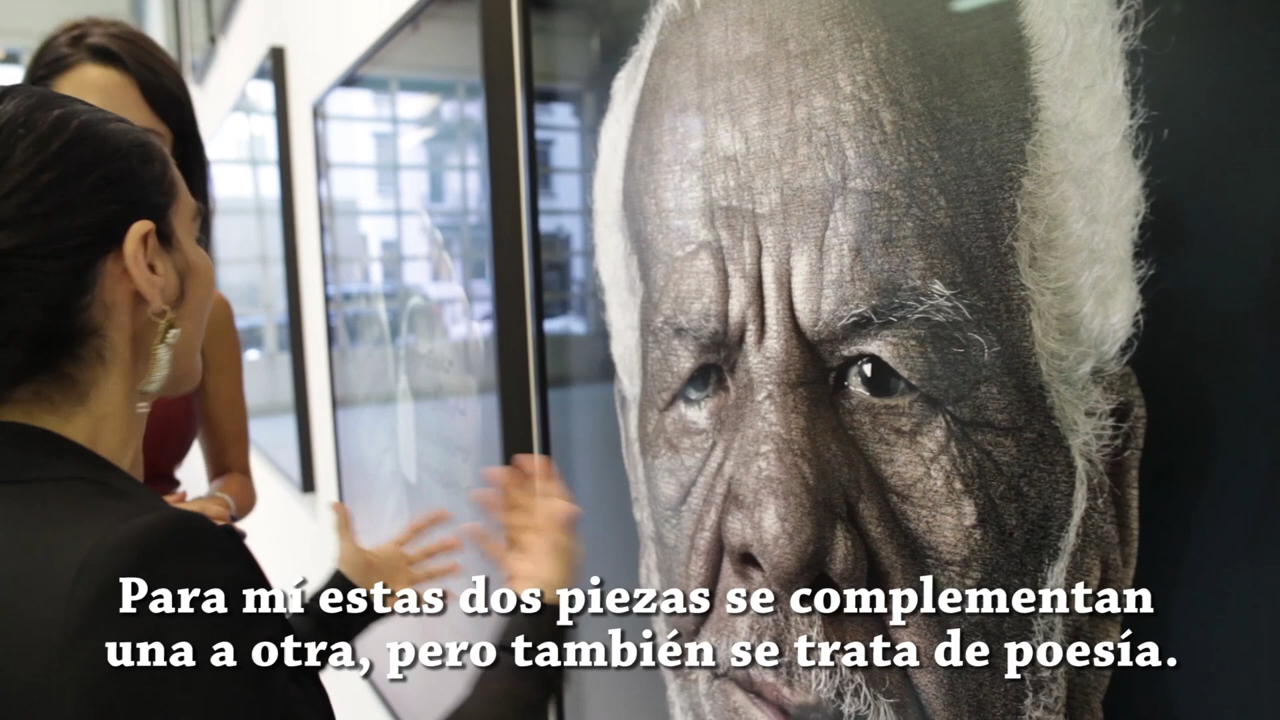 Para mí estas dos piezas se complementan
una a otra, pero también se trata de poesía.